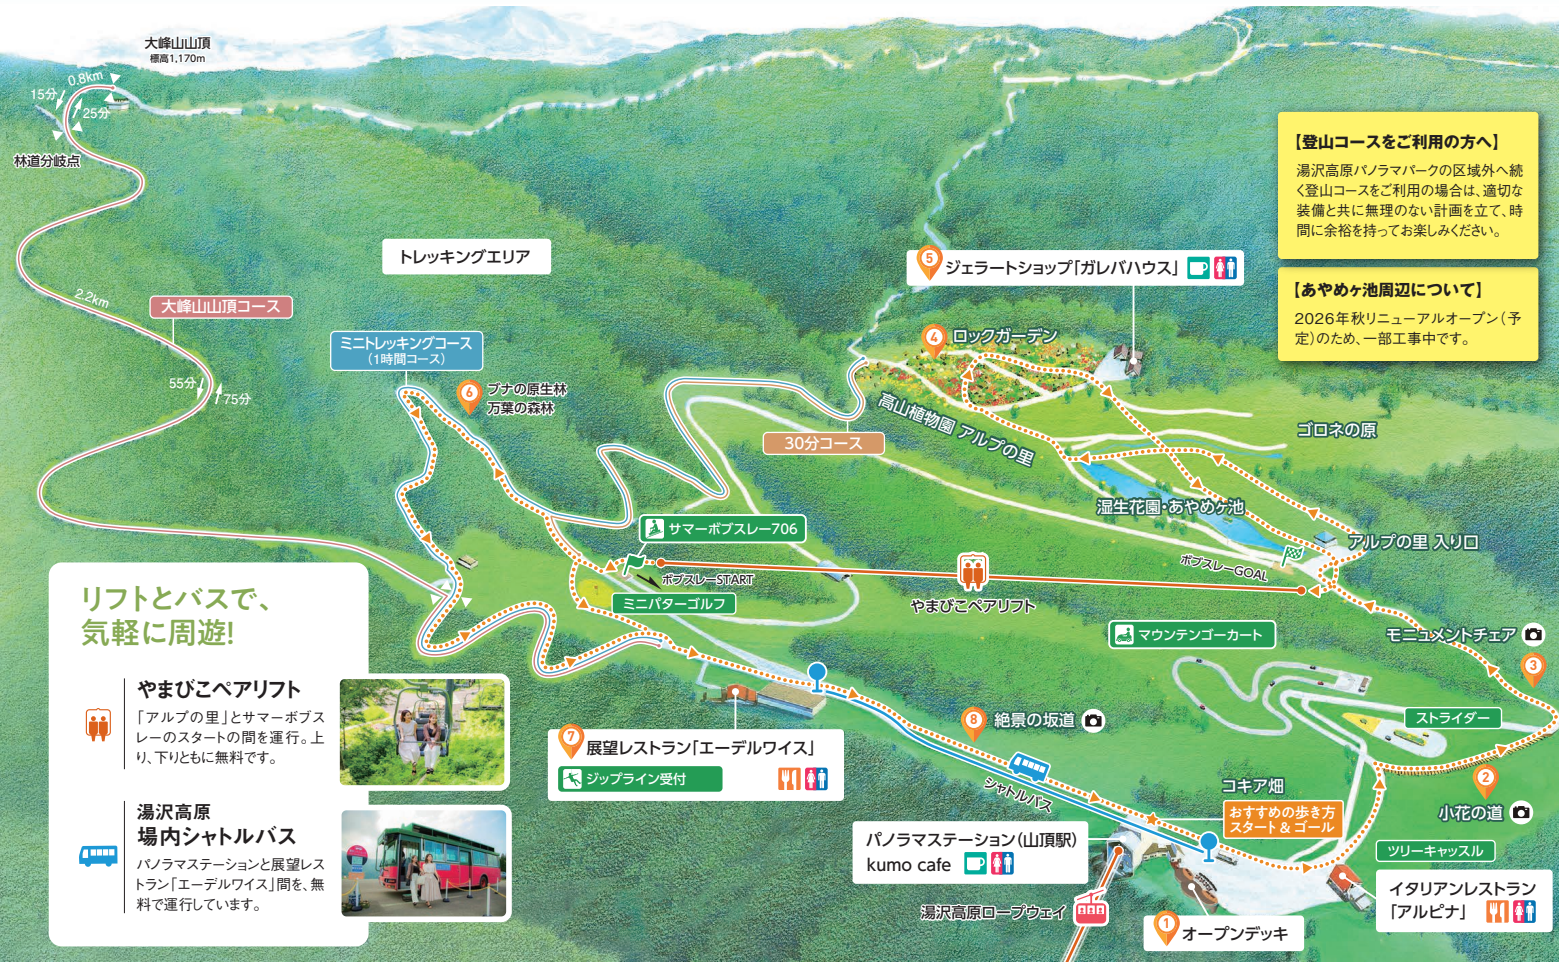 大峰山山頂
標高1,170m
0.8km
15分
25分
林道分岐点
2.2km
大峰山山頂コース
55分
75分
トレッキングエリア
ミニトレッキングコース
(1時間コース)
6
ブナの原生林
万葉の森林
30分コース
5
ジェラートショップ「ガレバハウス」
4
ロックガーデン
高山植物園 アルプの里
ゴロネの原
湿生花園・あやめケ池
アルプの里 入り口
【登山コースをご利用の方へ】
湯沢高原パノラマパークの区域外へ続
く登山コースをご利用の場合は、適切な
装備と共に無理のない計画を立て、時
間に余裕を持ってお楽しみください。
【あやめヶ池周辺について】
2026年秋リニューアルオープン(予
定)のため、一部工事中です。
サマーボブスレー706
ボブスレーSTART
ミニパターゴルフ
やまびこペアリフト
ボブスレーGOAL
マウンテンゴーカート
モニュメントチェア
3
ストライダー
2
小花の道
ツリーキャッスル
8
絶景の坂道
シャトルバス
コキア畑
おすすめの歩き方
スタート & ゴール
7
展望レストラン「エーデルワイス」
ジップライン受付
パノラマステーション(山頂駅)
kumo cafe
湯沢高原ロープウェイ
1
オープンデッキ
イタリアンレストラン
「アルピナ」
リフトとバスで、
気軽に周遊!
やまびこペアリフト
「アルプの里」とサマーボブス
レーのスタートの間を運行。上
り、下りともに無料です。
湯沢高原
場内シャトルバス
パノラマステーションと展望レス
トラン「エーデルワイス」間を、無
料で運行しています。